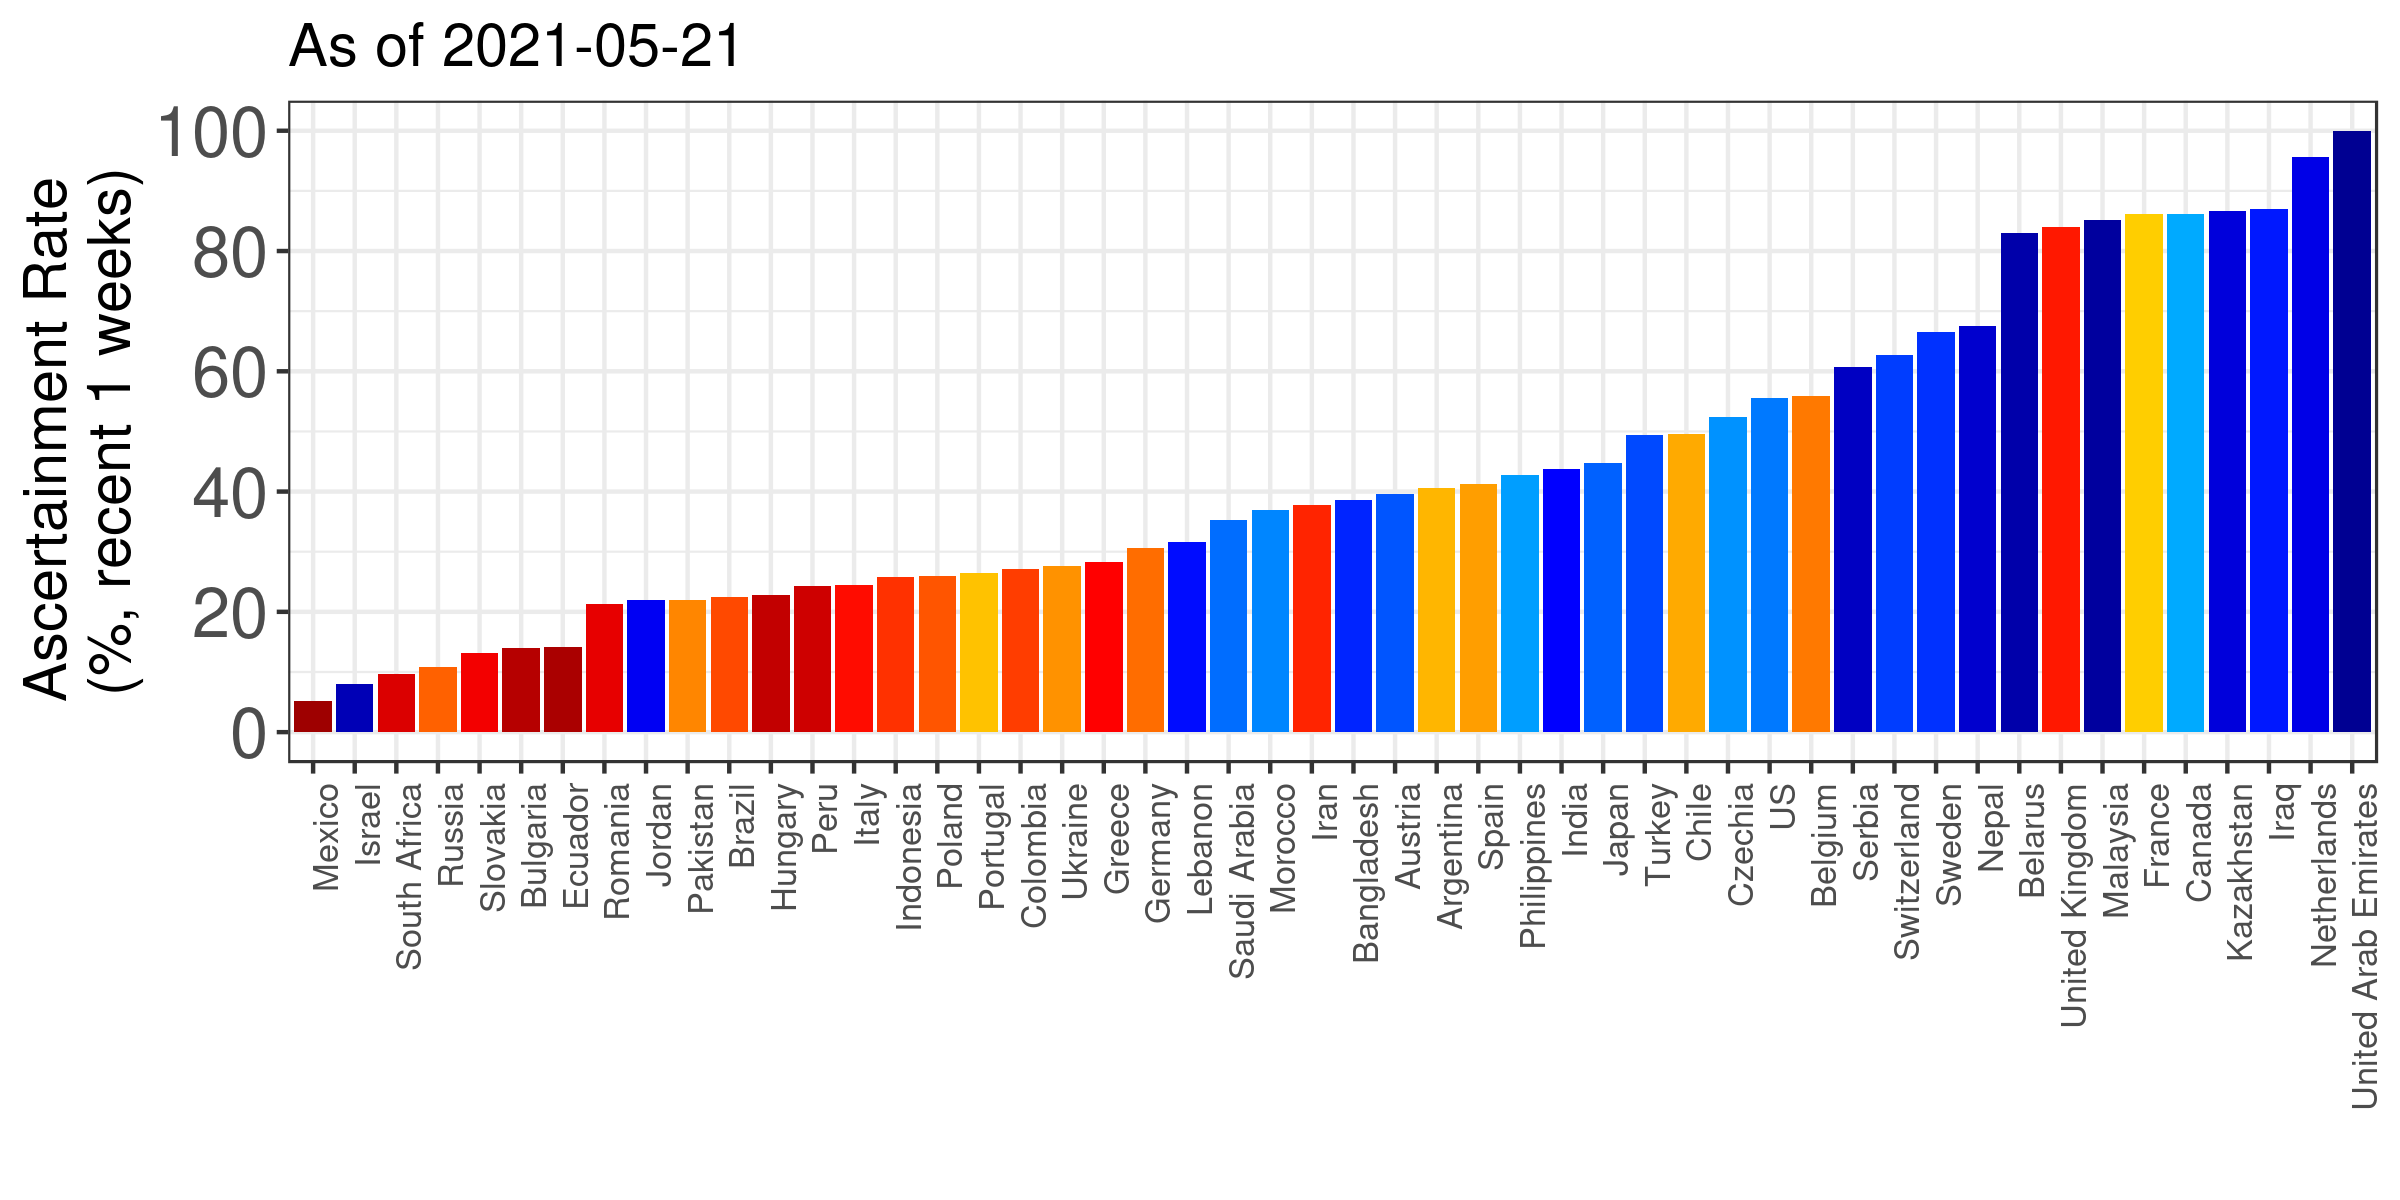 As of 2021-05-21
Ascertainment Rate
(%, recent 1 weeks)
100
80
60
40
20
0
Mexico
Israel
South Africa
Russia
Slovakia
Bulgaria
Ecuador
Romania
Jordan
Pakistan
Brazil
Hungary
Peru
Italy
Indonesia
Poland
Portugal
Colombia
Ukraine
Greece
Germany
Lebanon
Saudi Arabia
Morocco
Iran
Bangladesh
Austria
Argentina
Spain
Philippines
India
Japan
Turkey
Chile
Czechia
US
Belgium
Serbia
Switzerland
Sweden
Nepal
Belarus
United Kingdom
Malaysia
France
Canada
Kazakhstan
Iraq
Netherlands
United Arab Emirates